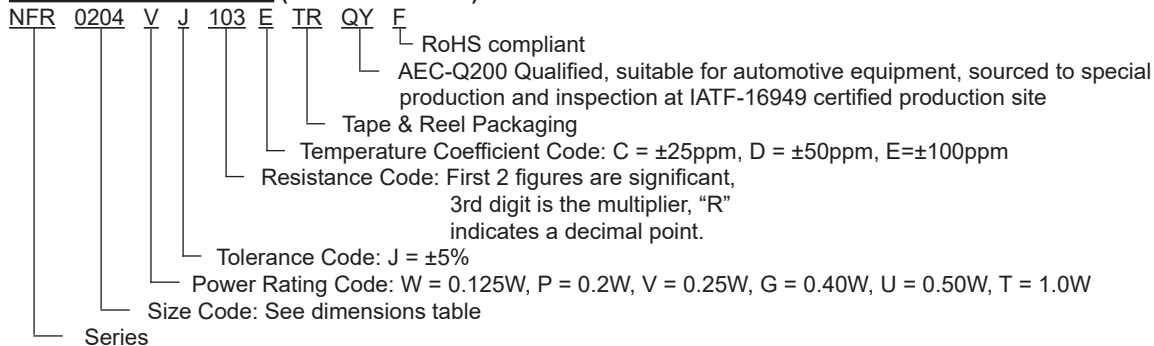 NFR 0204 V J 103 E TR QY F
RoHS compliant
AEC-Q200 Qualified, suitable for automotive equipment, sourced to special
production and inspection at IATF-16949 certified production site
Tape & Reel Packaging
Temperature Coefficient Code: C = ±25ppm, D = ±50ppm, E=±100ppm
Resistance Code: First 2 figures are significant,
3rd digit is the multiplier, “R”
indicates a decimal point.
Tolerance Code: J = ±5%
Power Rating Code: W = 0.125W, P = 0.2W, V = 0.25W, G = 0.40W, U = 0.50W, T = 1.0W
Size Code: See dimensions table
Series